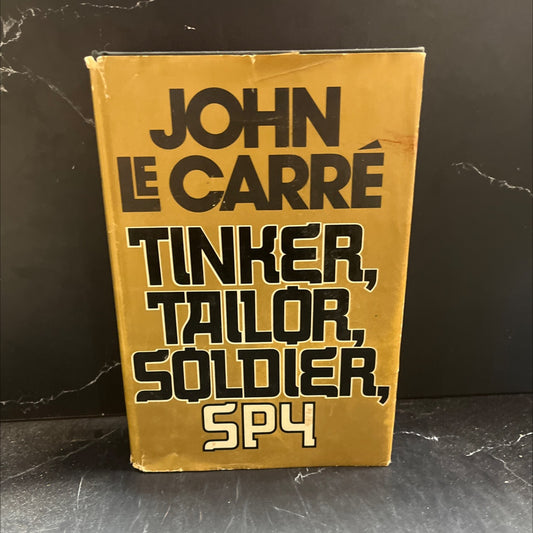 JOHN
LE CARRÉ
TINKER,
TAILOR,
SOLDIER,
SPY